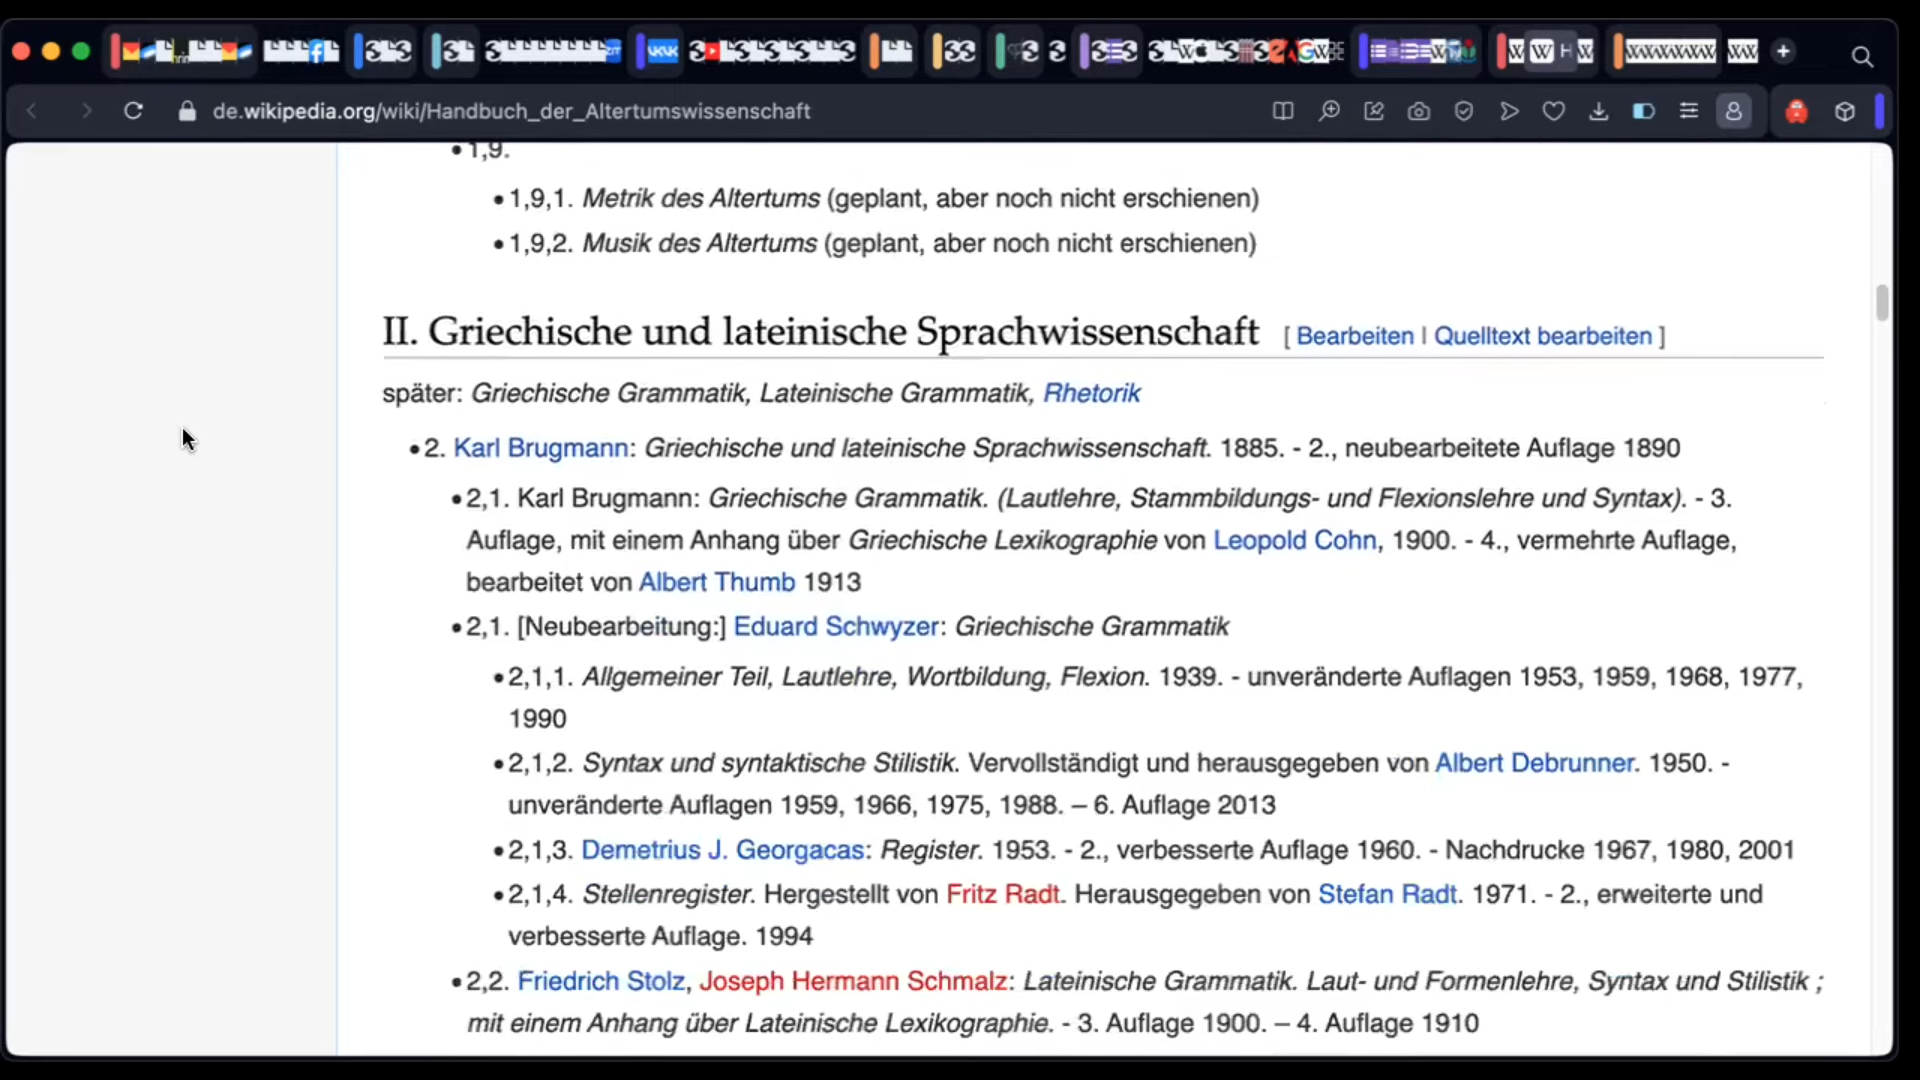 de.wikipedia.org/wiki/Handbuch_der_Altertumswissenschaft
• 1,9.
• 1,9,1. Metrik des Altertums (geplant, aber noch nicht erschienen)
• 1,9,2. Musik des Altertums (geplant, aber noch nicht erschienen)
II. Griechische und lateinische Sprachwissenschaft [ Bearbeiten | Quelltext bearbeiten ]
später: Griechische Grammatik, Lateinische Grammatik, Rhetorik
• 2. Karl Brugmann: Griechische und lateinische Sprachwissenschaft. 1885. - 2., neubearbeitete Auflage 1890
• 2,1. Karl Brugmann: Griechische Grammatik. (Lautlehre, Stammbildungs- und Flexionslehre und Syntax). - 3.
Auflage, mit einem Anhang über Griechische Lexikographie von Leopold Cohn, 1900. - 4., vermehrte Auflage,
bearbeitet von Albert Thumb 1913
• 2,1. [Neubearbeitung:] Eduard Schwyzer: Griechische Grammatik
• 2,1,1. Allgemeiner Teil, Lautlehre, Wortbildung, Flexion. 1939. - unveränderte Auflagen 1953, 1959, 1968, 1977,
1990
• 2,1,2. Syntax und syntaktische Stilistik. Vervollständigt und herausgegeben von Albert Debrunner. 1950. -
unveränderte Auflagen 1959, 1966, 1975, 1988. – 6. Auflage 2013
• 2,1,3. Demetrius J. Georgacas: Register. 1953. - 2., verbesserte Auflage 1960. - Nachdrucke 1967, 1980, 2001
• 2,1,4. Stellenregister. Hergestellt von Fritz Radt. Herausgegeben von Stefan Radt. 1971. - 2., erweiterte und
verbesserte Auflage. 1994
• 2,2. Friedrich Stolz, Joseph Hermann Schmalz: Lateinische Grammatik. Laut- und Formenlehre, Syntax und Stilistik ;
mit einem Anhang über Lateinische Lexikographie. - 3. Auflage 1900. – 4. Auflage 1910